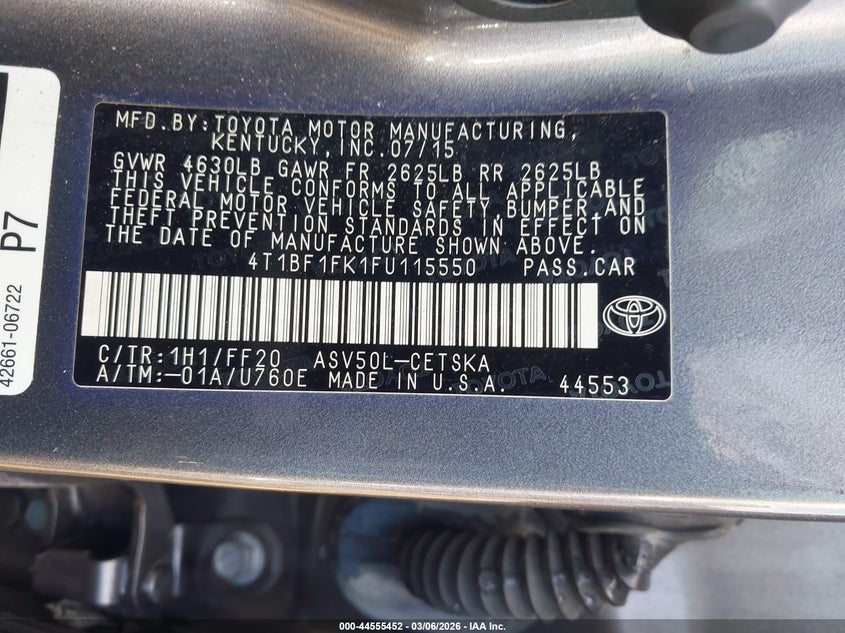 MFD.BY:TOYOTA MOTOR MANUFACTURING,
KENTUCKY,INC.07/15
GVWR 4630LB GAWR FR 2625LB RR 2625LB
THIS VEHICLE CONFORMS TO ALL APPLICABLE
FEDERAL MOTOR VEHICLE SAFETY,BUMPER,AND
THEFT PREVENTION STANDARDS IN EFFECT ON
THE DATE OF MANUFACTURE SHOWN ABOVE.
4T1BF1FK1FU115550 PASS.CAR
C/TR:1H1/FF20 ASV50L-CETSKA
A/TM:-01A/U760E MADE IN U.S.A. 44553
P7
42661-06722
000-44555452 - 03/06/2026 - IAA Inc.